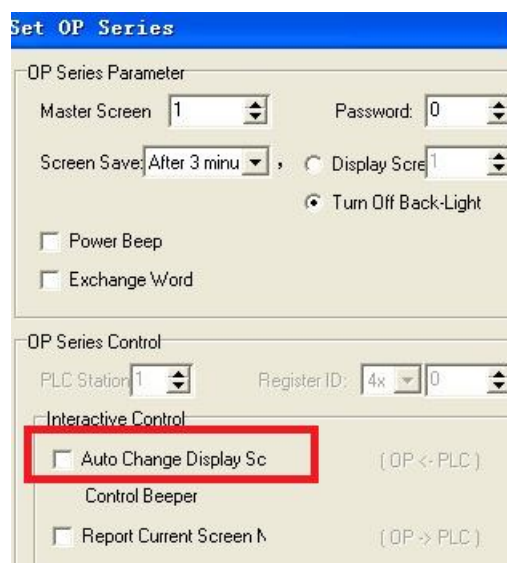 Set OP Series
OP Series Parameter
Master Screen 1 Password: 0
Screen Save: After 3 minu , Display Scre 1
Turn Off Back-Light
Power Beep
Exchange Word
OP Series Control
PLC Station 1 Register ID: 4x 0
Interactive Control
Auto Change Display Sc (OP <- PLC)
Control Beeper
Report Current Screen N (OP -> PLC)